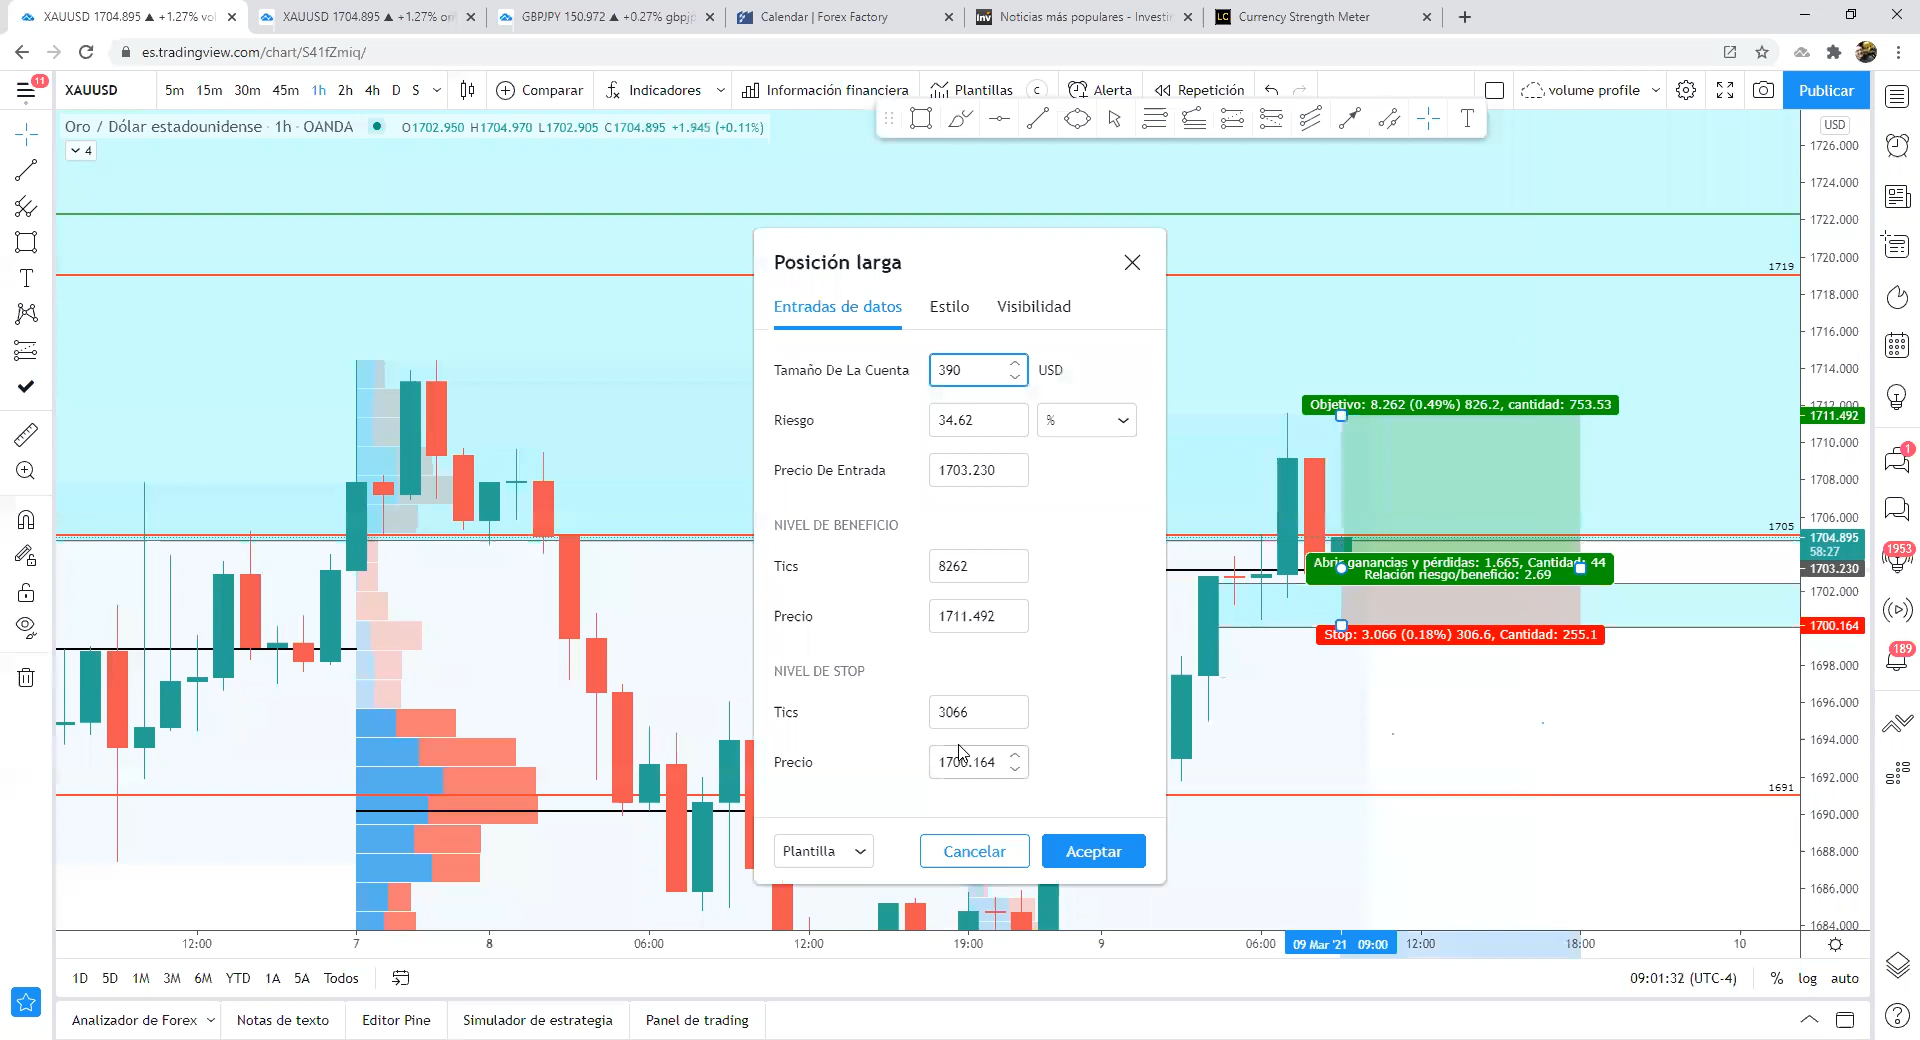 XAUUSD 1704.895 ▲ +1.27% vol
XAUUSD 1704.895 ▲ +1.27% orr
GBPJPY 150.972 ▲ +0.27% gbpjp
Calendar | Forex Factory
Noticias más populares - Investin
Currency Strength Meter
es.tradingview.com/chart/S41fZmiq/
11
XAUUSD
5m 15m 30m 45m 1h 2h 4h D S
Comparar
Indicadores
Información financiera
Plantillas
C
Alerta
Repetición
volume profile
Publicar
Oro / Dólar estadounidense · 1h · OANDA
O1702.950 H1704.970 L1702.905 C1704.895 +1.945 (+0.11%)
4
USD
1726.000
1724.000
1722.000
1720.000
1719
1718.000
1716.000
1714.000
1712.000
1711.492
1710.000
1708.000
1706.000
1705
1704.895
58:27
1703.230
1702.000
1700.164
1698.000
1696.000
1694.000
1692.000
1691
1690.000
1688.000
1686.000
1684.000
Posición larga
Entradas de datos Estilo Visibilidad
Tamaño De La Cuenta 390 USD
Riesgo 34.62 %
Precio De Entrada 1703.230
NIVEL DE BENEFICIO
Tics 8262
Precio 1711.492
NIVEL DE STOP
Tics 3066
Precio 1700.164
Plantilla Cancelar Aceptar
Objetivo: 8.262 (0.49%) 826.2, cantidad: 753.53
Abrir ganancias y pérdidas: 1.665, Cantidad: 44
Relación riesgo/beneficio: 2.69
Stop: 3.066 (0.18%) 306.6, Cantidad: 255.1
1
1953
189
12:00 7 8 06:00 12:00 19:00 9 06:00 09 Mar '21 09:00 12:00 18:00 10
1D 5D 1M 3M 6M YTD 1A 5A Todos
09:01:32 (UTC-4) % log auto
Analizador de Forex Notas de texto Editor Pine Simulador de estrategia Panel de trading